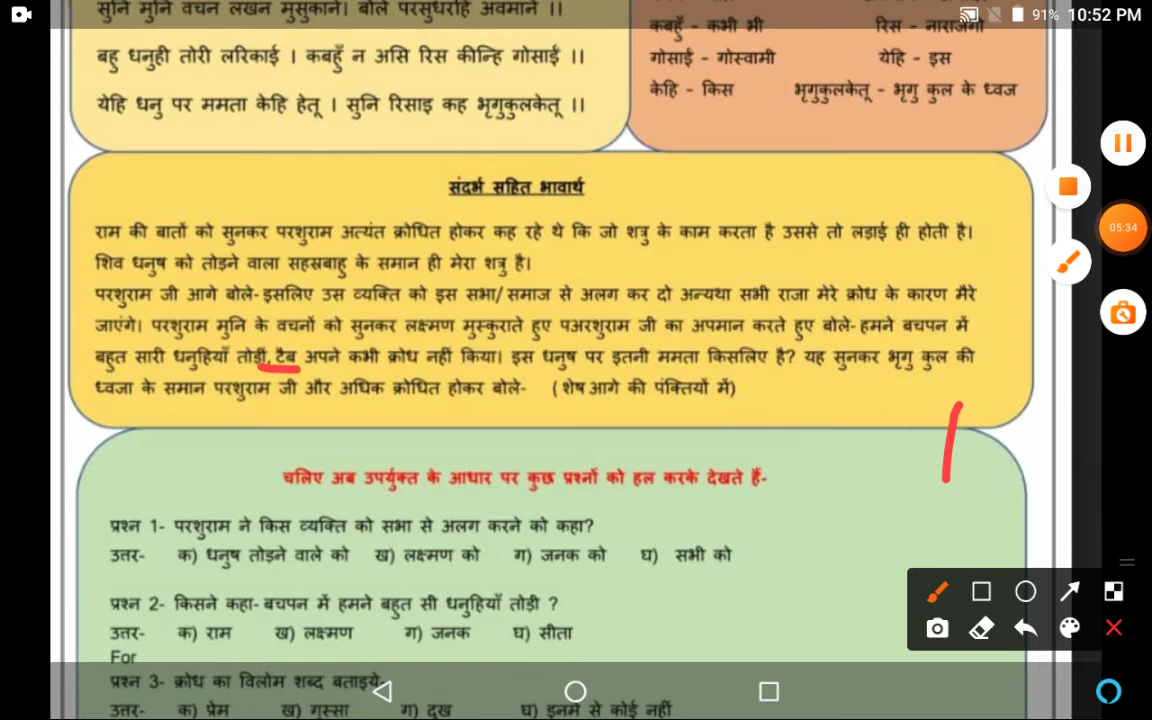 सुनि मुनि वचन लखन मुसुकाने। बोले परसुधरहि अवमाने ।।
91% 10:52 PM
कबहुँ - कभी भी रिस - नाराजगी
बहु धनुही तोरी लरिकाई । कबहुँ न असि रिस कीन्हि गोसाई ।।
गोसाई - गोस्वामी येहि - इस
केहि - किस भृगुकुलकेतू - भृगु कुल के ध्वज
येहि धनु पर ममता केहि हेतू । सुनि रिसाइ कह भृगुकुलकेतू ।।
संदर्भ सहित भावार्थ
राम की बातों को सुनकर परशुराम अत्यंत क्रोधित होकर कह रहे थे कि जो शत्रु के काम करता है उससे तो लड़ाई ही होती है।
05:34
शिव धनुष को तोड़ने वाला सहस्रबाहु के समान ही मेरा शत्रु है।
परशुराम जी आगे बोले- इसलिए उस व्यक्ति को इस सभा/समाज से अलग कर दो अन्यथा सभी राजा मेरे क्रोध के कारण मैरे
जाएंगे। परशुराम मुनि के वचनों को सुनकर लक्ष्मण मुस्कुराते हुए पअरशुराम जी का अपमान करते हुए बोले- हमने बचपन में
बहुत सारी धनुहियाँ तोड़ीं, टैब अपने कभी क्रोध नहीं किया। इस धनुष पर इतनी ममता किसलिए है? यह सुनकर भृगु कुल की
ध्वजा के समान परशुराम जी और अधिक क्रोधित होकर बोले- (शेष आगे की पंक्तियों में)
चलिए अब उपर्युक्त के आधार पर कुछ प्रश्नों को हल करके देखते हैं-
प्रश्न 1- परशुराम ने किस व्यक्ति को सभा से अलग करने को कहा?
उत्तर- क) धनुष तोड़ने वाले को ख) लक्ष्मण को ग) जनक को घ) सभी को
प्रश्न 2- किसने कहा- बचपन में हमने बहुत सी धनुहियाँ तोड़ी ?
उत्तर- क) राम ख) लक्ष्मण ग) जनक घ) सीता
For
प्रश्न 3- क्रोध का विलोम शब्द बताइये-
उत्तर- क) प्रेम ख) गुस्सा ग) दुख घ) इनमे से कोई नहीं